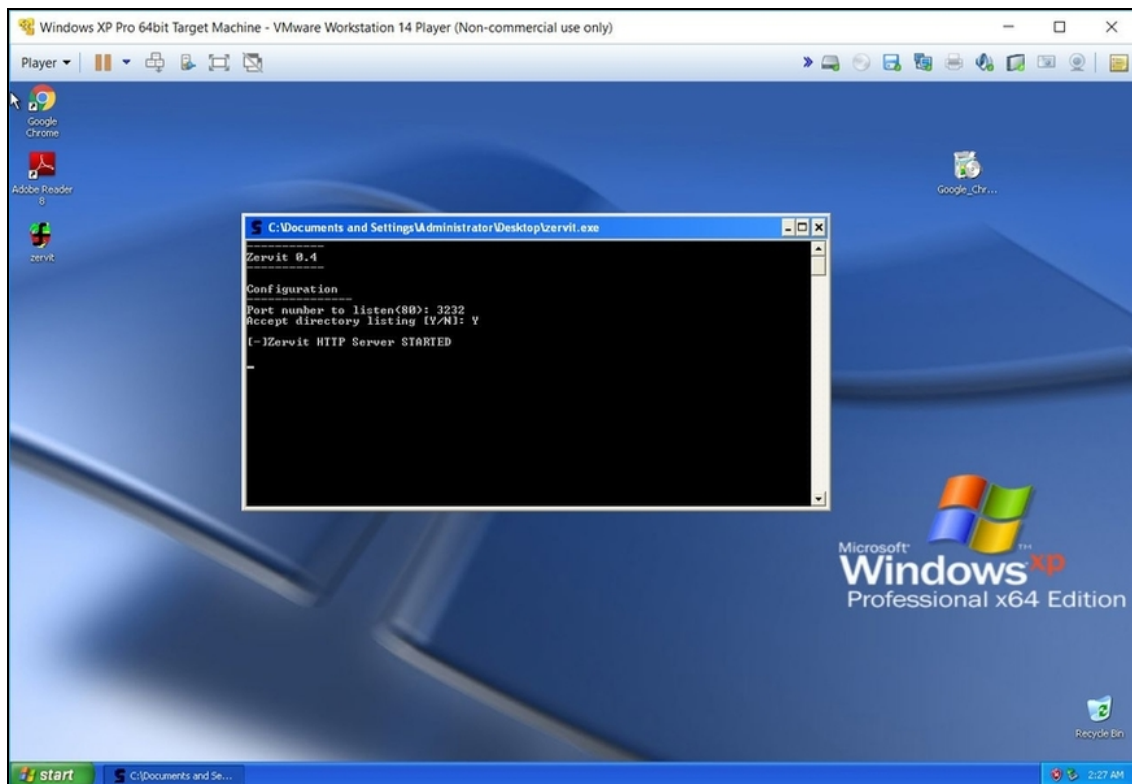 Windows XP Pro 64bit Target Machine - VMware Workstation 14 Player (Non-commercial use only)
Player
Google Chrome
Adobe Reader 8
zervit
Google_Chr...
C:\Documents and Settings\Administrator\Desktop\zervit.exe
-----------
Zervit 0.4
-----------
Configuration
---------------
Port number to listen(80): 3232
Accept directory listing [Y/N]: Y
[-]Zervit HTTP Server STARTED
Microsoft
Windows xp
TM
Professional x64 Edition
Recycle Bin
start
C:\Documents and Se...
2:27 AM